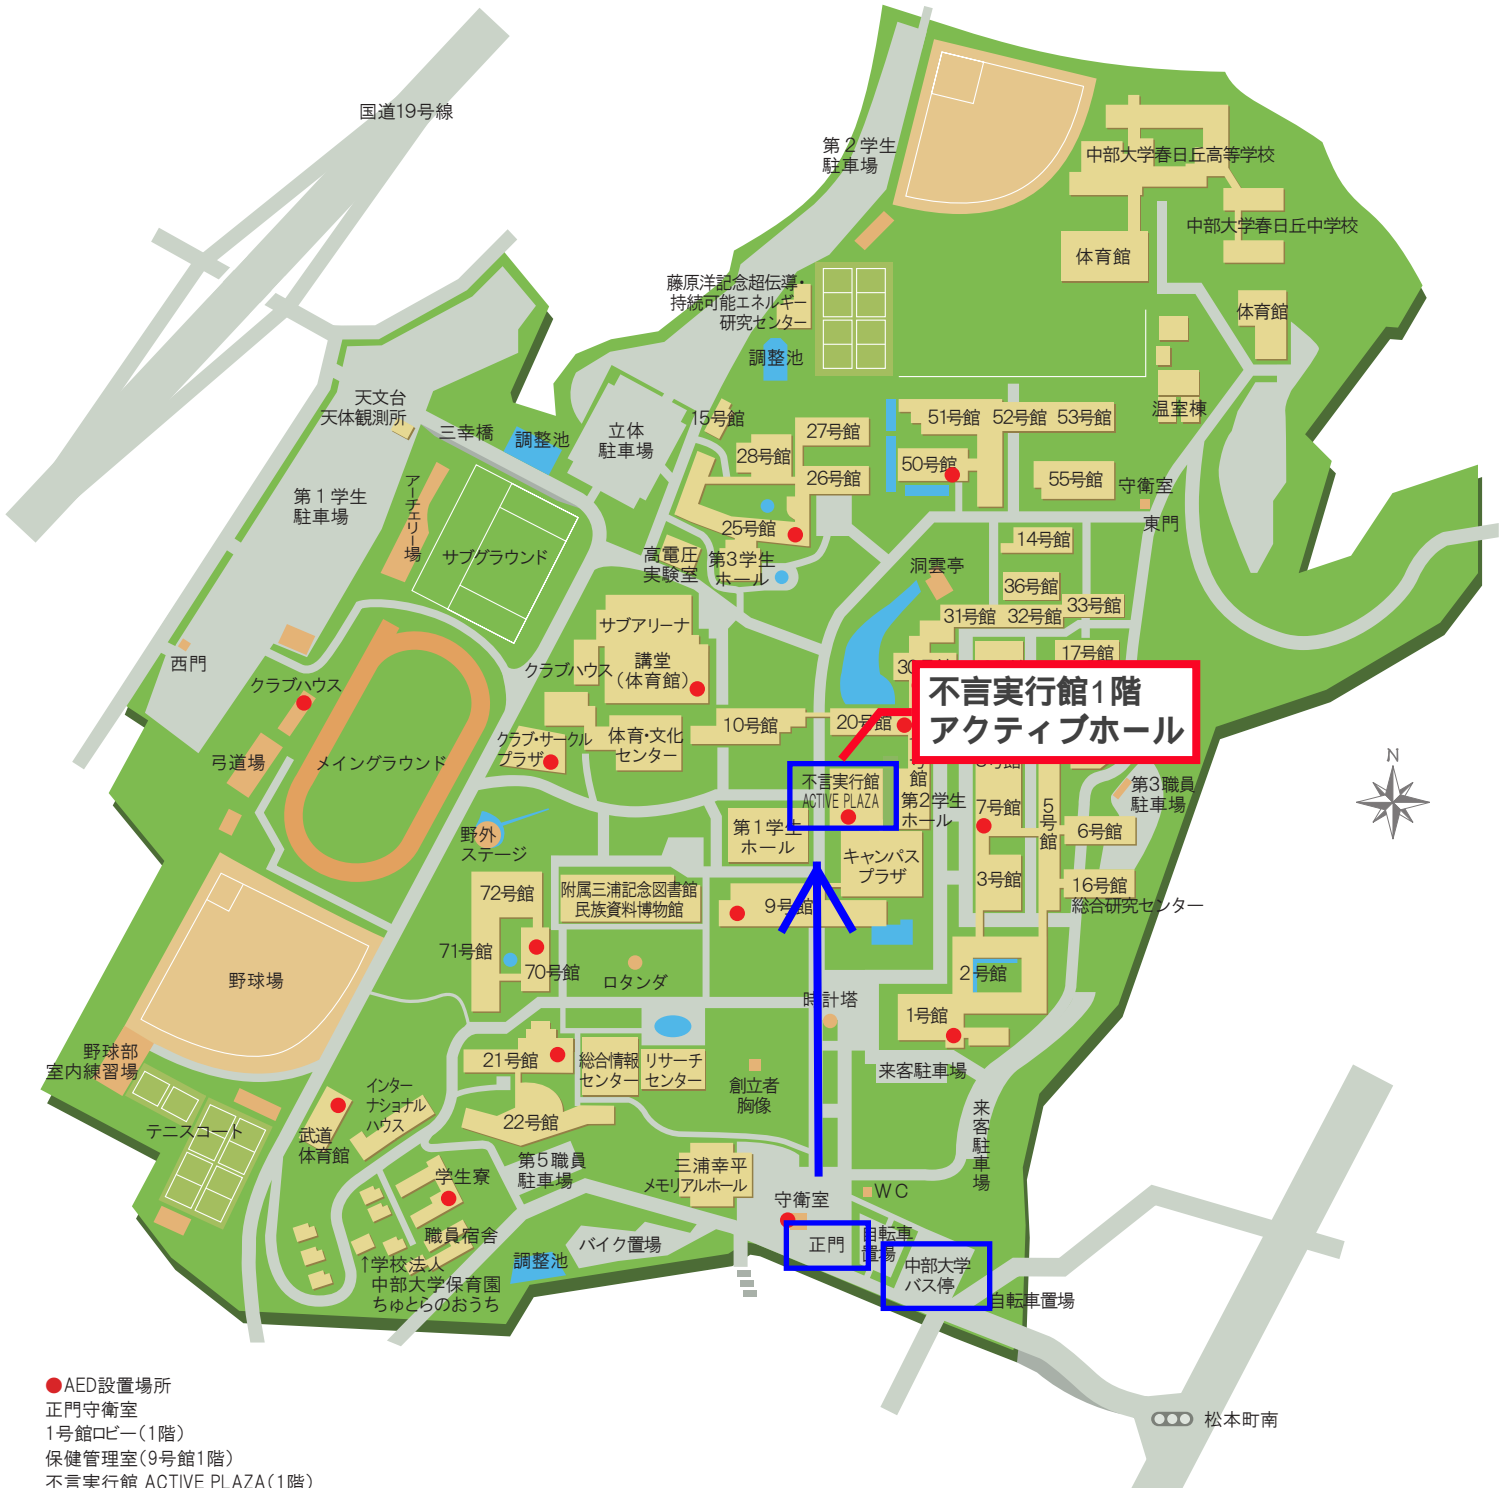 国道19号線
第２学生
駐車場
中部大学春日丘高等学校
中部大学春日丘中学校
体育館
藤原洋記念超伝導・
持続可能エネルギー
研究センター
体育館
調整池
天文台
天体観測所
三幸橋
調整池
立体
駐車場
15号館
27号館
28号館
26号館
51号館
52号館
53号館
温室棟
50号館
55号館
守衛室
東門
第１学生
駐車場
アーチェリー場
サブグラウンド
25号館
高電圧
実験室
第3学生
ホール
洞雲亭
14号館
36号館
31号館
32号館
33号館
17号館
サブアリーナ
講堂
（体育館）
クラブハウス
西門
クラブハウス
不言実行館1階
アクティブホール
10号館
20号館
クラブ・サークル
プラザ
体育・文化
センター
弓道場
メイングラウンド
不言実行館
ACTIVE PLAZA
号館
第2学生
ホール
7号館
5号館
第3職員
駐車場
N
6号館
第１学生
ホール
キャンパス
プラザ
野外
ステージ
3号館
16号館
総合研究センター
72号館
附属三浦記念図書館
民族資料博物館
9号館
71号館
70号館
ロタンダ
2号館
野球場
時計塔
1号館
野球部
室内練習場
21号館
総合情報
センター
リサーチ
センター
創立者
胸像
来客駐車場
来客駐車場
インター
ナショナル
ハウス
テニスコート
武道
体育館
22号館
第5職員
駐車場
三浦幸平
メモリアルホール
学生寮
守衛室
WC
職員宿舎
バイク置場
正門
自転車
置場
中部大学
バス停
自転車置場
調整池
↑学校法人
中部大学保育園
ちゅとらのおうち
松本町南
●AED設置場所
正門守衛室
1号館ロビー（1階）
保健管理室（9号館1階）
不言実行館 ACTIVE PLAZA（1階）